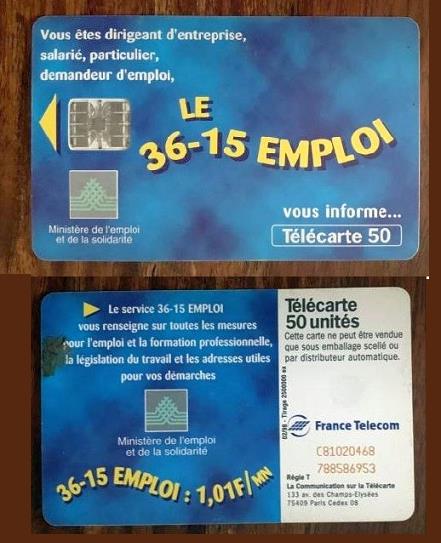 Vous êtes dirigeant d'entreprise,
salarié, particulier,
demandeur d'emploi,
LE
36-15 EMPLOI
Ministère de l'emploi
et de la solidarité
vous informe...
Télécarte 50
Le service 36-15 EMPLOI
vous renseigne sur toutes les mesures
pour l'emploi et la formation professionnelle,
la législation du travail et les adresses utiles
pour vos démarches
Ministère de l'emploi
et de la solidarité
36-15 EMPLOI : 1,01F/MN
Télécarte
50 unités
Cette carte ne peut être vendue
que sous emballage scellé ou
par distributeur automatique.
02/98 - Tirage 2500000 ex
France Telecom
C81020468
788586953
Régie T
La Communication sur la Télécarte
133 av. des Champs-Elysées
75409 Paris Cedex 08